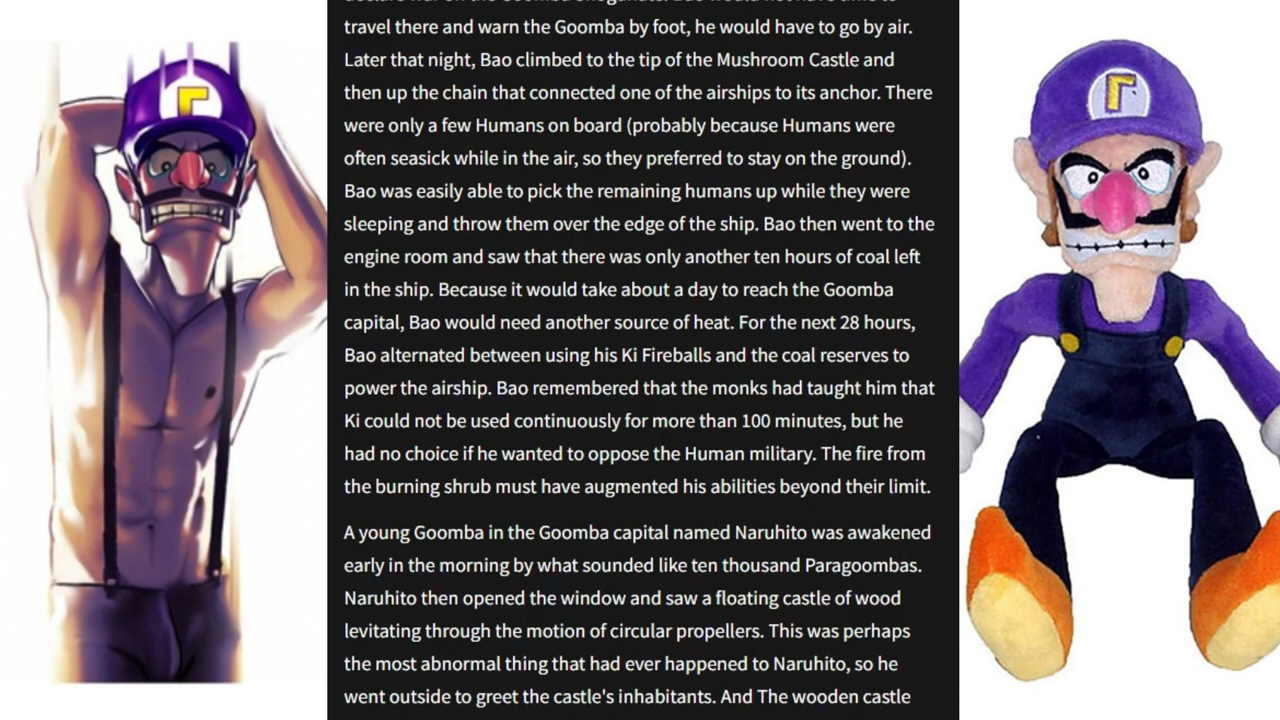 travel there and warn the Goomba by foot, he would have to go by air.
Later that night, Bao climbed to the tip of the Mushroom Castle and
then up the chain that connected one of the airships to its anchor. There
were only a few Humans on board (probably because Humans were
often seasick while in the air, so they preferred to stay on the ground).
Bao was easily able to pick the remaining humans up while they were
sleeping and throw them over the edge of the ship. Bao then went to the
engine room and saw that there was only another ten hours of coal left
in the ship. Because it would take about a day to reach the Goomba
capital, Bao would need another source of heat. For the next 28 hours,
Bao alternated between using his Ki Fireballs and the coal reserves to
power the airship. Bao remembered that the monks had taught him that
Ki could not be used continuously for more than 100 minutes, but he
had no choice if he wanted to oppose the Human military. The fire from
the burning shrub must have augmented his abilities beyond their limit.
A young Goomba in the Goomba capital named Naruhito was awakened
early in the morning by what sounded like ten thousand Paragoombas.
Naruhito then opened the window and saw a floating castle of wood
levitating through the motion of circular propellers. This was perhaps
the most abnormal thing that had ever happened to Naruhito, so he
went outside to greet the castle's inhabitants. And The wooden castle